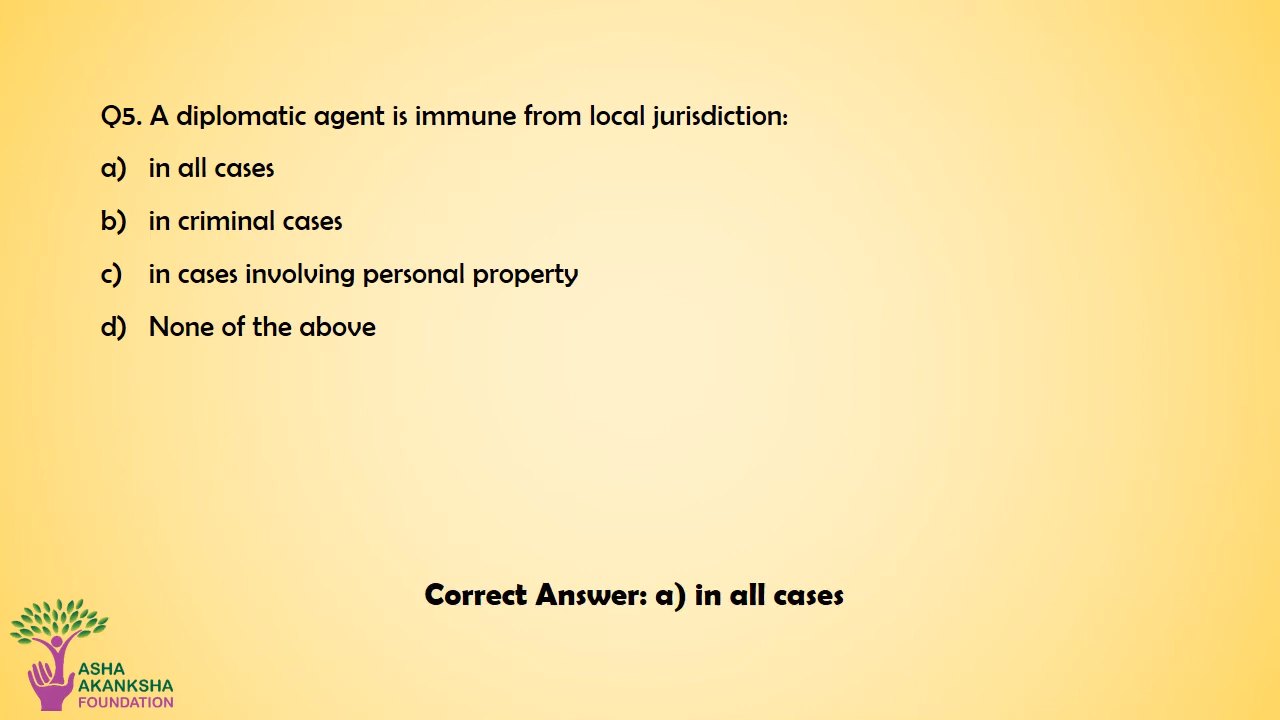 Q5. A diplomatic agent is immune from local jurisdiction:
a) in all cases
b) in criminal cases
c) in cases involving personal property
d) None of the above
Correct Answer: a) in all cases
ASHA
AKANKSHA
FOUNDATION